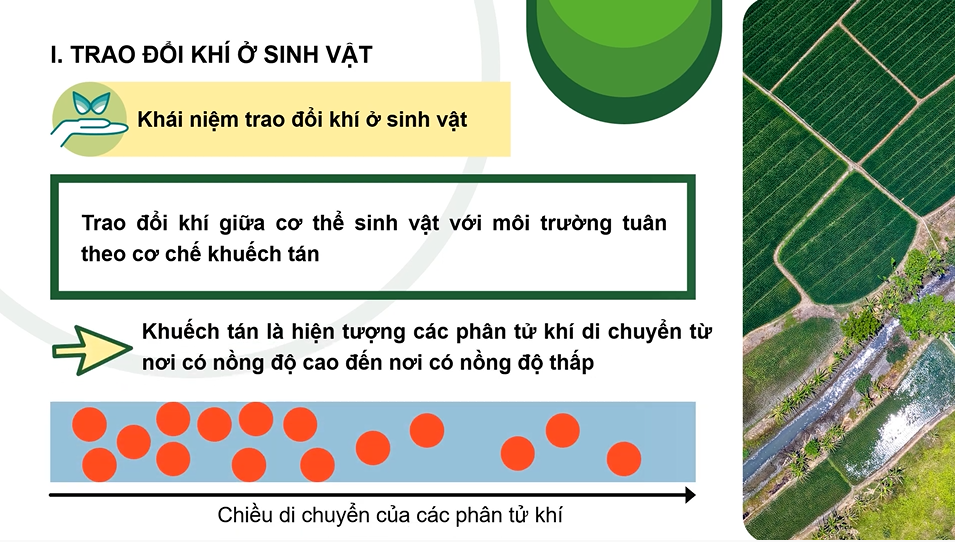 I. TRAO ĐỔI KHÍ Ở SINH VẬT
Khái niệm trao đổi khí ở sinh vật
Trao đổi khí giữa cơ thể sinh vật với môi trường tuân
theo cơ chế khuếch tán
Khuếch tán là hiện tượng các phân tử khí di chuyển từ
nơi có nồng độ cao đến nơi có nồng độ thấp
Chiều di chuyển của các phân tử khí